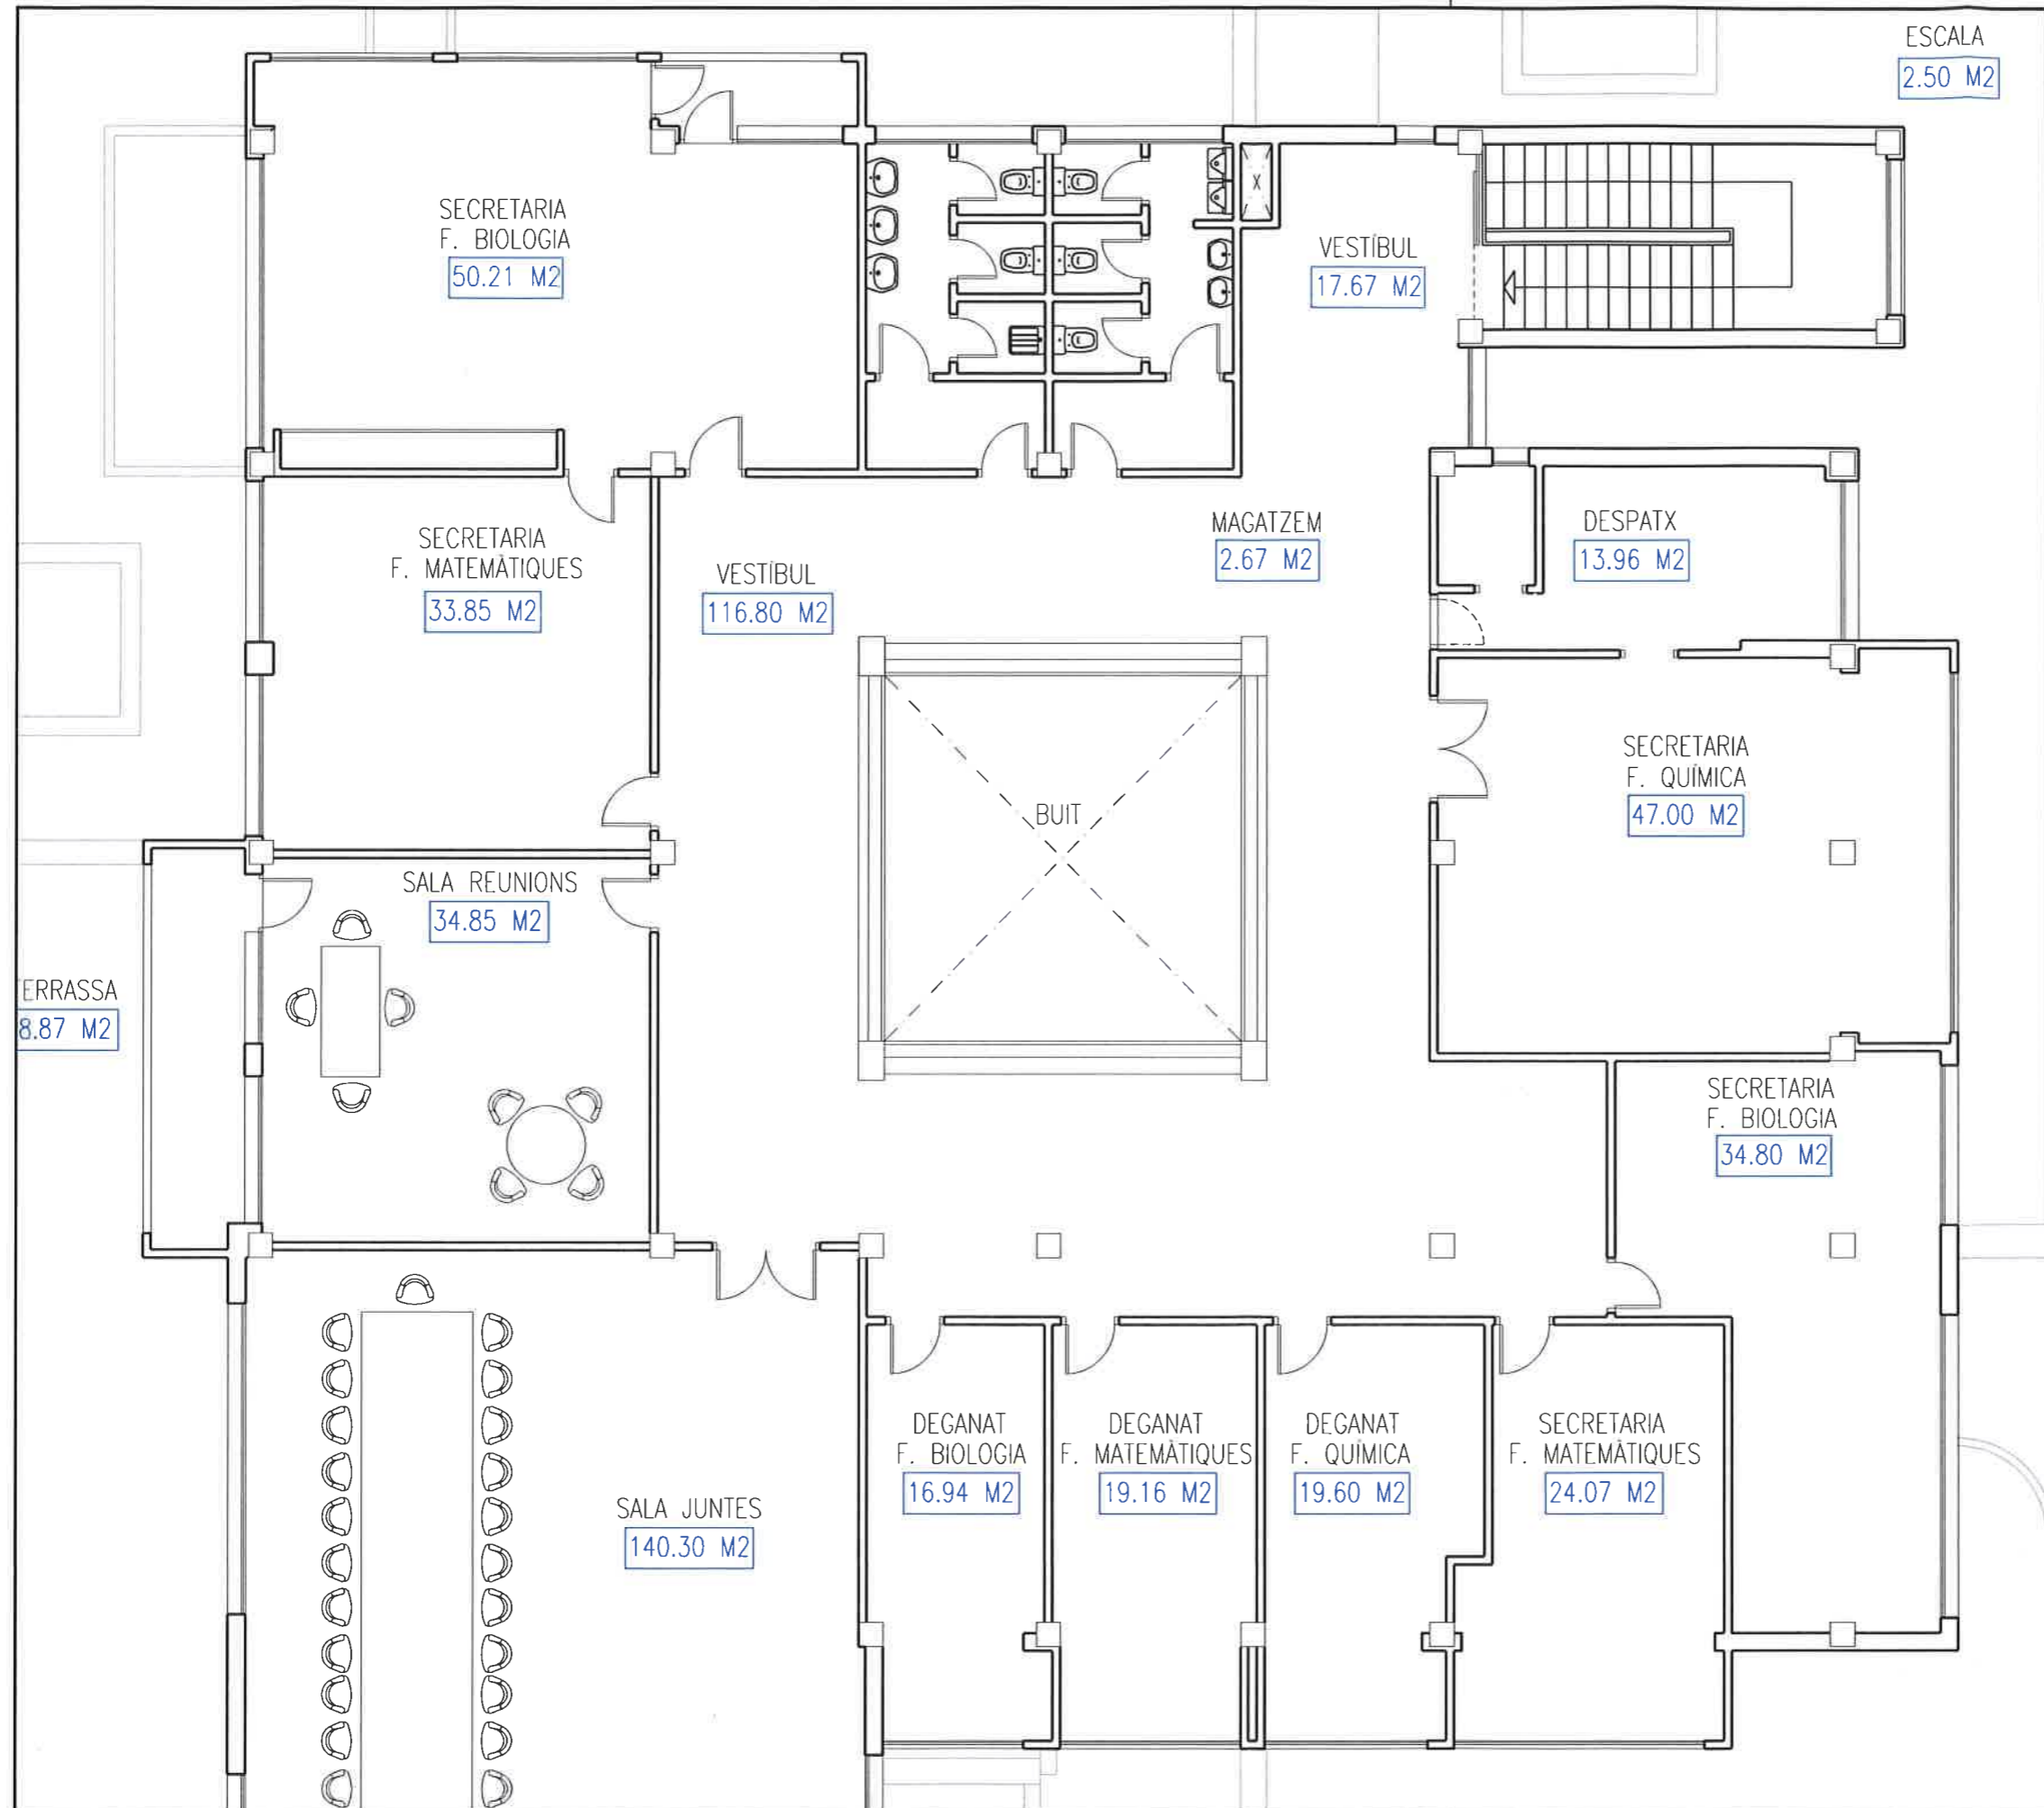 ESCALA
2.50 M2
SECRETARIA
F. BIOLOGIA
50.21 M2
VESTÍBUL
17.67 M2
X
MAGATZEM
2.67 M2
DESPATX
13.96 M2
SECRETARIA
F. MATEMÀTIQUES
33.85 M2
VESTÍBUL
116.80 M2
SECRETARIA
F. QUÍMICA
47.00 M2
BUIT
SALA REUNIONS
34.85 M2
ERRASSA
8.87 M2
SECRETARIA
F. BIOLOGIA
34.80 M2
DEGANAT
F. BIOLOGIA
16.94 M2
DEGANAT
F. MATEMÀTIQUES
19.16 M2
DEGANAT
F. QUÍMICA
19.60 M2
SECRETARIA
F. MATEMÀTIQUES
24.07 M2
SALA JUNTES
140.30 M2